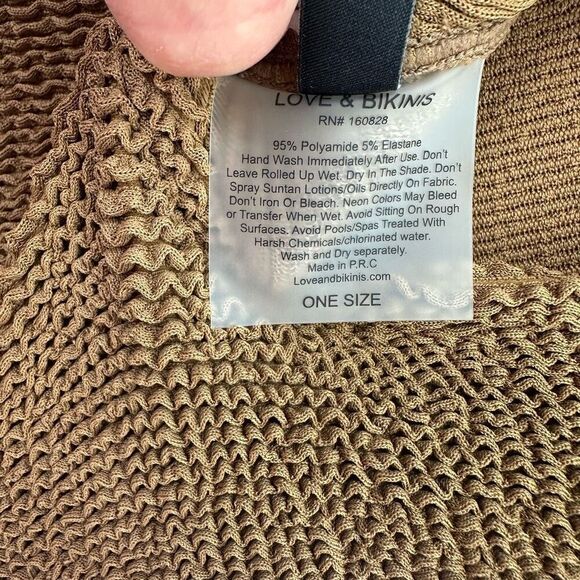 LOVE & BIKINIS
RN# 160828
95% Polyamide 5% Elastane
Hand Wash Immediately After Use. Don't
Leave Rolled Up Wet. Dry In The Shade. Don't
Spray Suntan Lotions/Oils Directly On Fabric.
Don't Iron Or Bleach. Neon Colors May Bleed
or Transfer When Wet. Avoid Sitting On Rough
Surfaces. Avoid Pools/Spas Treated With
Harsh Chemicals/chlorinated water.
Wash and Dry separately.
Made in P.R.C
Loveandbikinis.com
ONE SIZE